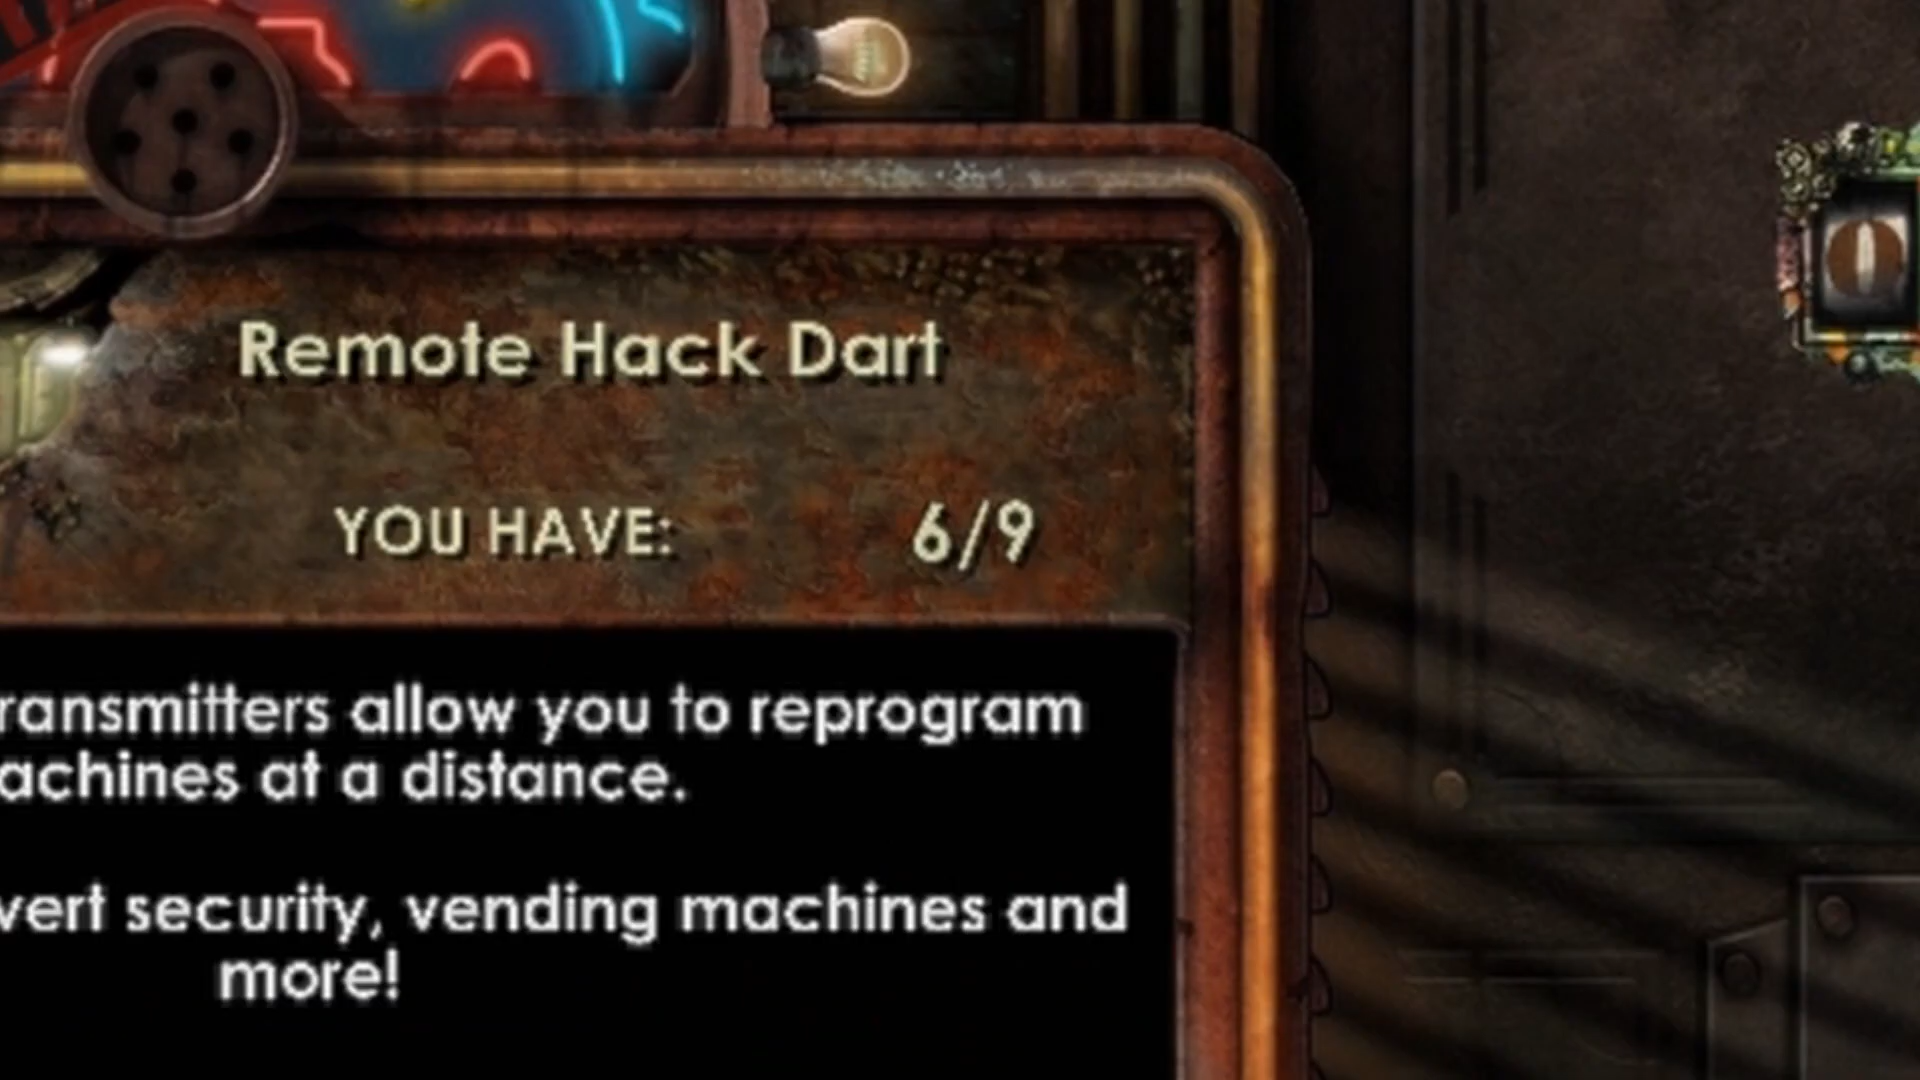 Remote Hack Dart
YOU HAVE: 6/9
ransmitters allow you to reprogram
achines at a distance.
vert security, vending machines and
more!